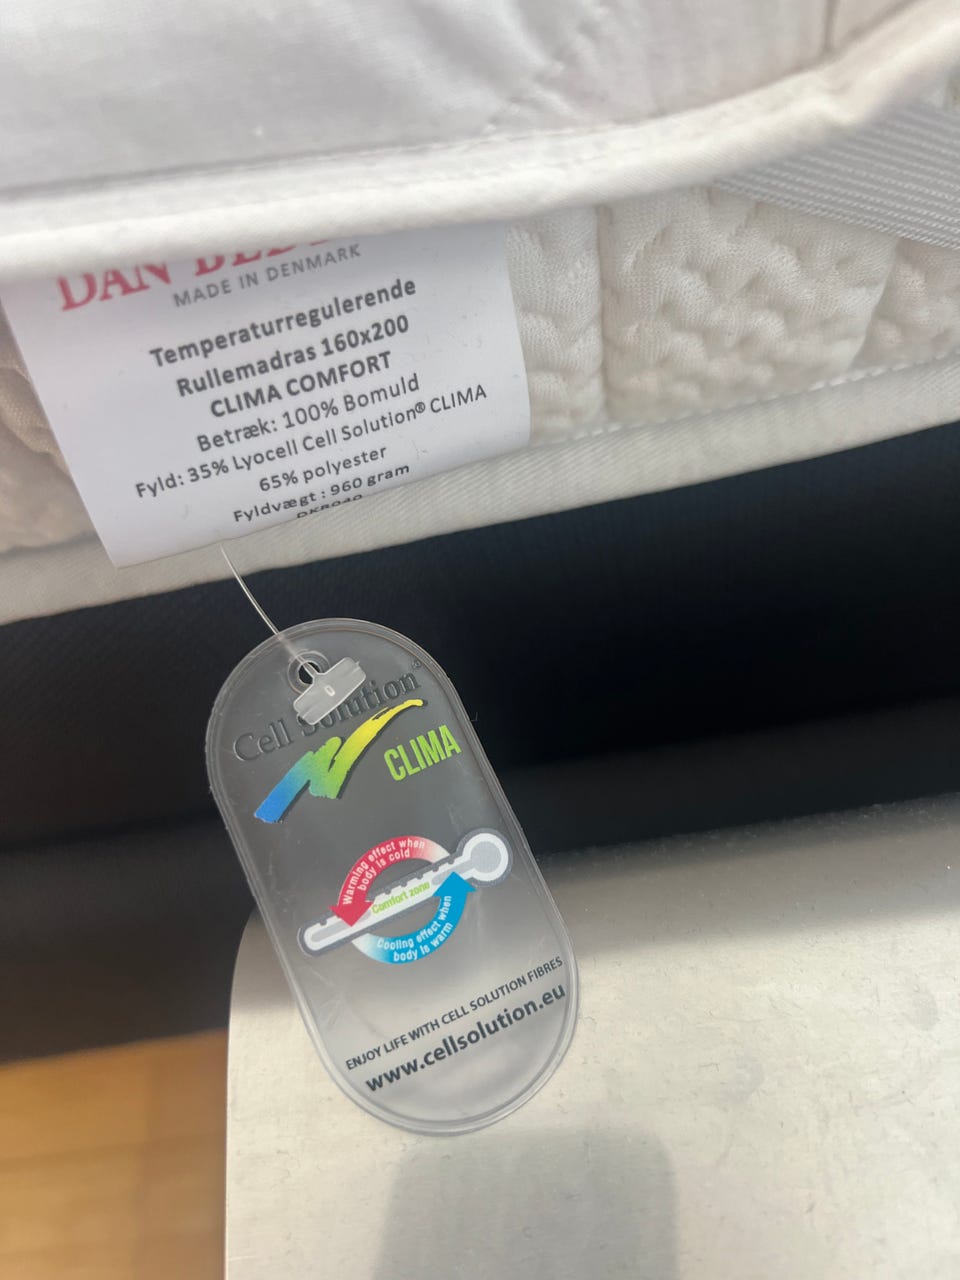 DAN
MADE IN DENMARK
Temperaturregulerende
Rullemadras 160x200
CLIMA COMFORT
Betræk: 100% Bomuld
Fyld: 35% Lyocell Cell Solution® CLIMA
65% polyester
Fyldvægt : 960 gram
Cell Solution
CLIMA
Warming effect when
body is cold
Comfort zone
Cooling effect when
body is warm
ENJOY LIFE WITH CELL SOLUTION FIBRES
www.cellsolution.eu